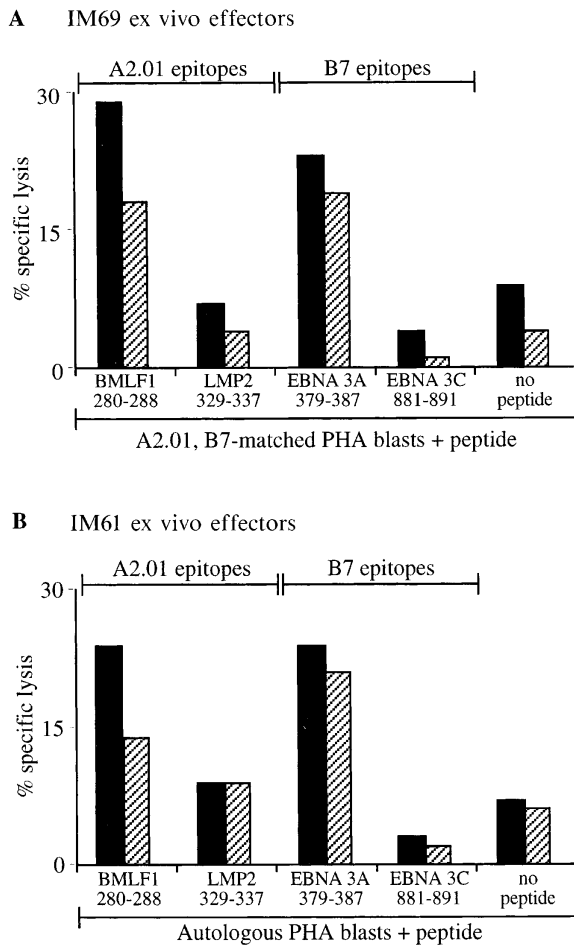 A IM69 ex vivo effectors
A2.01 epitopes B7 epitopes
30
15
0
% specific lysis
BMLF1 LMP2 EBNA 3A EBNA 3C no
280-288 329-337 379-387 881-891 peptide
A2.01, B7-matched PHA blasts + peptide
B IM61 ex vivo effectors
A2.01 epitopes B7 epitopes
30
15
0
% specific lysis
BMLF1 LMP2 EBNA 3A EBNA 3C no
280-288 329-337 379-387 881-891 peptide
Autologous PHA blasts + peptide